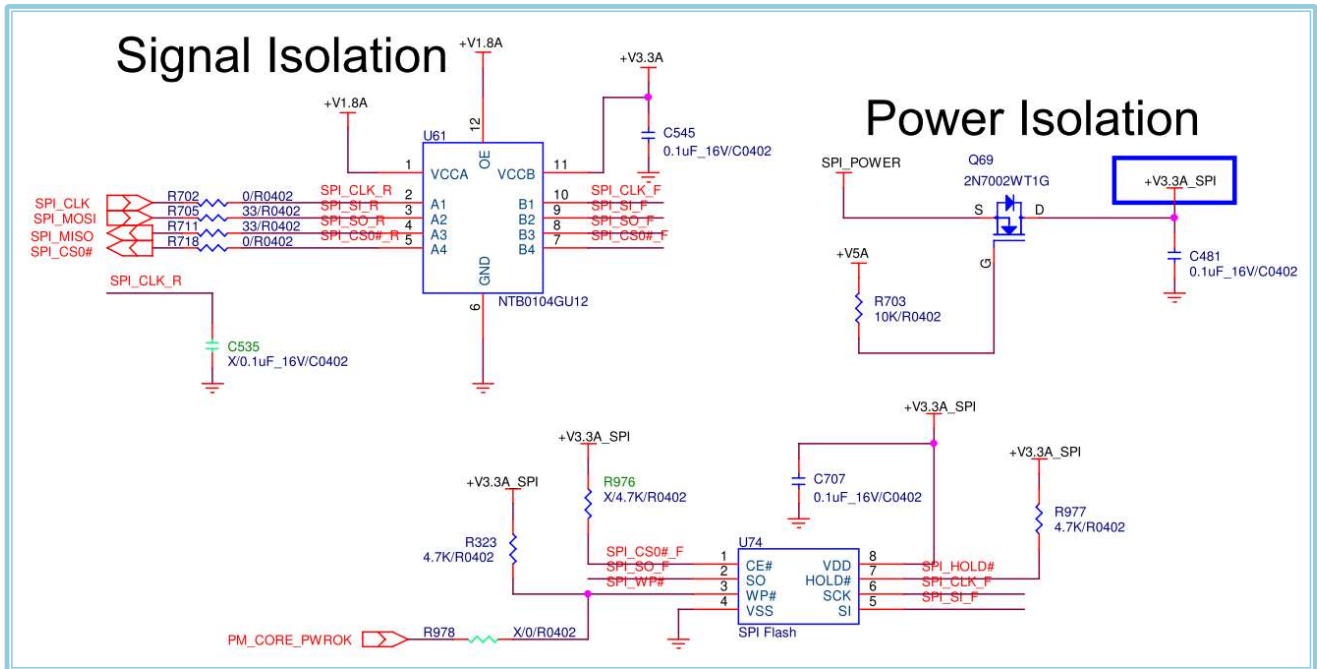 Signal Isolation
+V1.8A
+V3.3A
+V1.8A
12
U61
OE
C545
0.1uF_16V/C0402
1
VCCA
VCCB
11
SPI_CLK
R702
0/R0402
SPI_CLK_R
2
A1
B1
10
SPI_CLK_F
SPI_MOSI
R705
33/R0402
SPI_SI_R
3
A2
B2
9
SPI_SI_F
SPI_MISO
R711
33/R0402
SPI_SO_R
4
A3
B3
8
SPI_SO_F
SPI_CS0#
R718
0/R0402
SPI_CS0#_R
5
A4
B4
7
SPI_CS0#_F
GND
6
NTB0104GU12
SPI_CLK_R
C535
X/0.1uF_16V/C0402
Power Isolation
SPI_POWER
Q69
2N7002WT1G
+V3.3A_SPI
S
D
G
+V5A
C481
0.1uF_16V/C0402
R703
10K/R0402
+V3.3A_SPI
+V3.3A_SPI
+V3.3A_SPI
+V3.3A_SPI
R976
X/4.7K/R0402
C707
0.1uF_16V/C0402
R977
4.7K/R0402
R323
4.7K/R0402
U74
SPI_CS0#_F
1
CE#
VDD
8
SPI_SO_F
2
SO
HOLD#
7
SPI_HOLD#
SPI_WP#
3
WP#
SCK
6
SPI_CLK_F
4
VSS
SI
5
SPI_SI_F
SPI Flash
PM_CORE_PWROK
R978
X/0/R0402